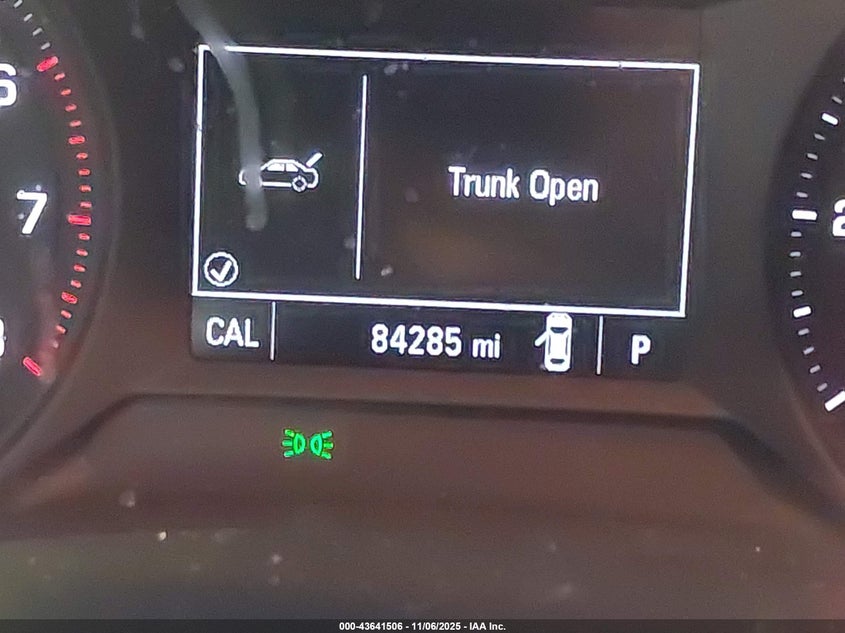 6
7
Trunk Open
CAL
84285 mi
P
2
000-43641506 - 11/06/2025 - IAA Inc.